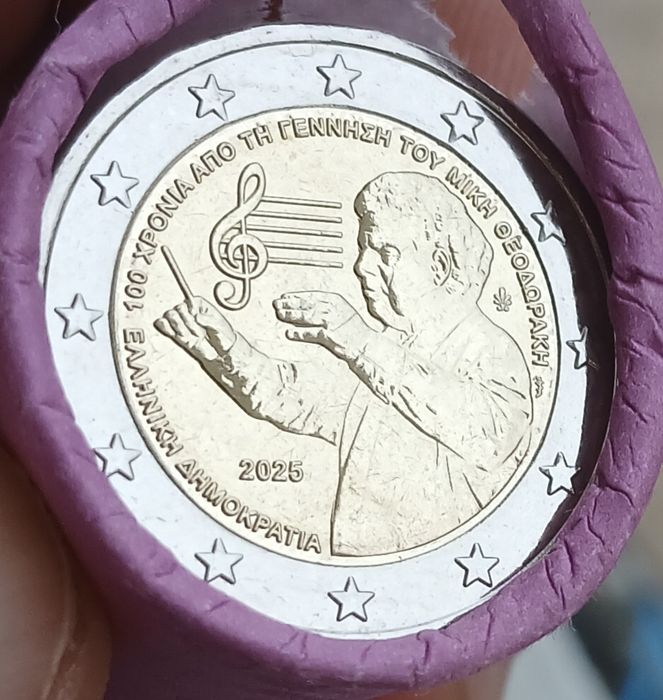 100 ΧΡΟΝΙΑ ΑΠΟ ΤΗ ΓΕΝΝΗΣΗ ΤΟΥ ΜΙΚΗ ΘΕΟΔΩΡΑΚΗ
ΕΛΛΗΝΙΚΗ ΔΗΜΟΚΡΑΤΙΑ
2025